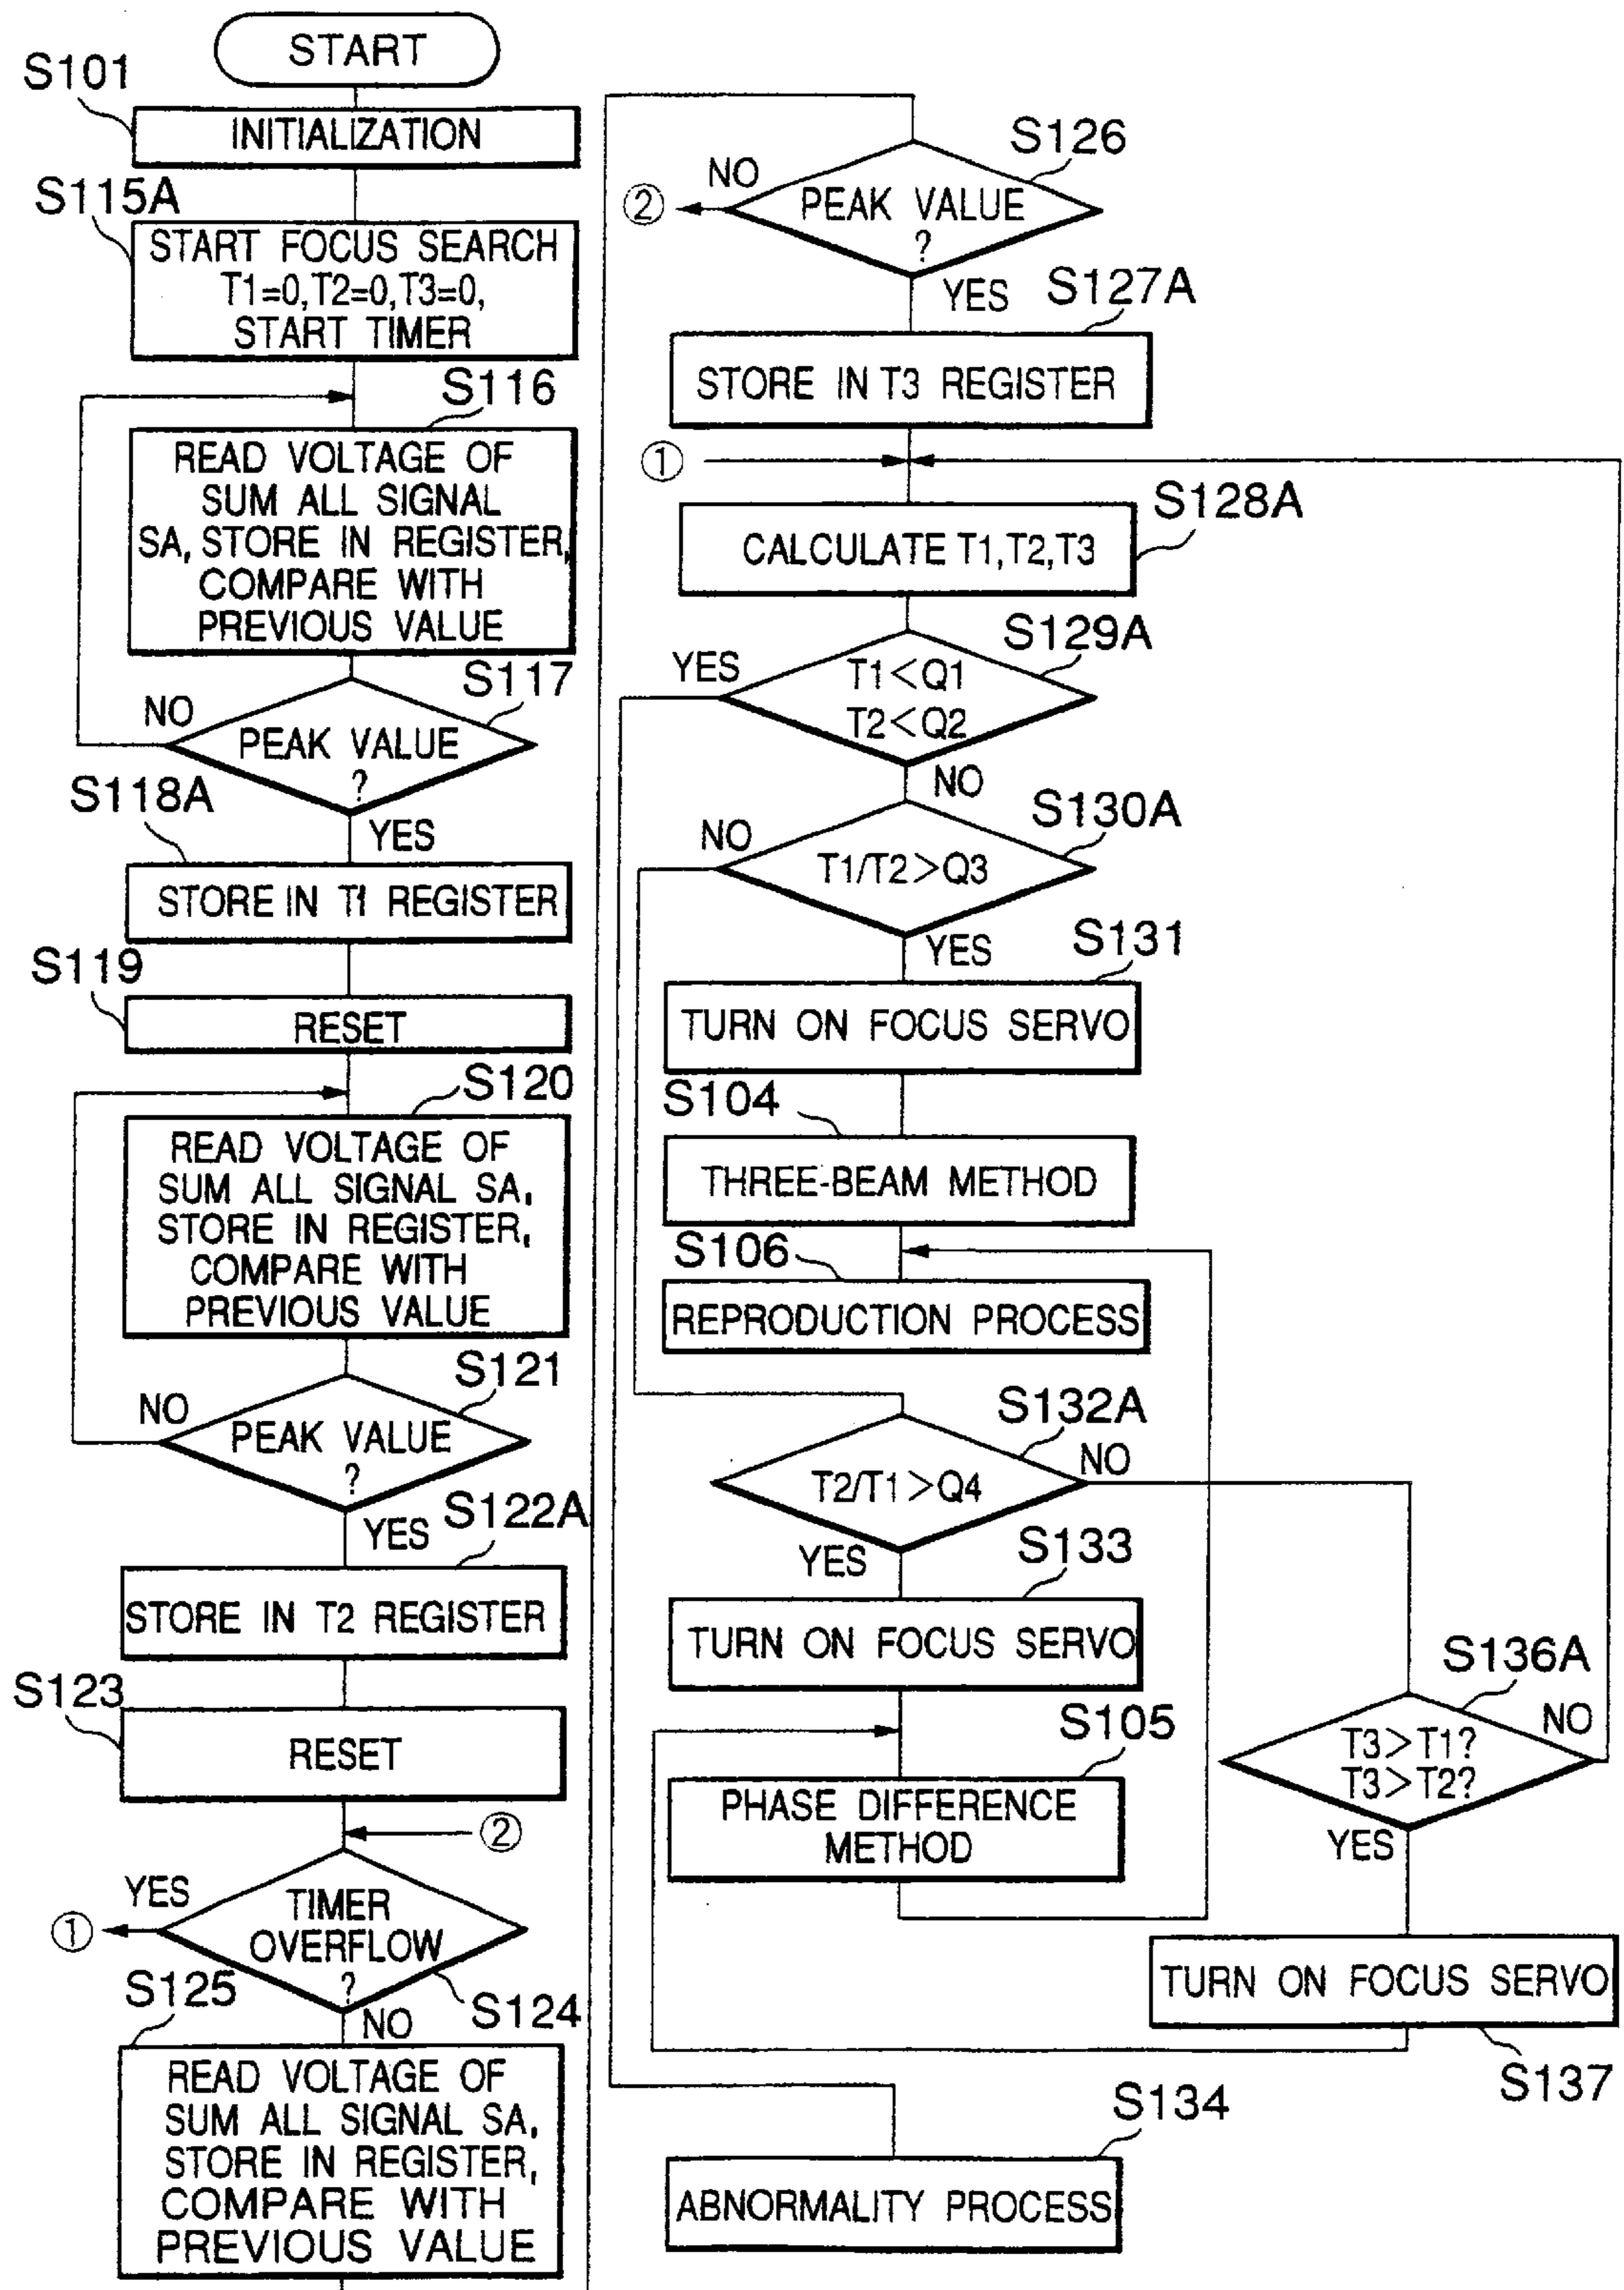 START
S101
INITIALIZATION
S115A
START FOCUS SEARCH
T1=0,T2=0,T3=0,
START TIMER
S116
READ VOLTAGE OF
SUM ALL SIGNAL
SA, STORE IN REGISTER,
COMPARE WITH
PREVIOUS VALUE
S117
NO
PEAK VALUE
?
S118A
YES
STORE IN T1 REGISTER
S119
RESET
S120
READ VOLTAGE OF
SUM ALL SIGNAL SA,
STORE IN REGISTER,
COMPARE WITH
PREVIOUS VALUE
S121
NO
PEAK VALUE
?
YES
S122A
STORE IN T2 REGISTER
S123
RESET
②
YES
TIMER
OVERFLOW
?
①
S125
S124
NO
READ VOLTAGE OF
SUM ALL SIGNAL SA,
STORE IN REGISTER,
COMPARE WITH
PREVIOUS VALUE
S126
NO
②
PEAK VALUE
?
YES
S127A
STORE IN T3 REGISTER
①
S128A
CALCULATE T1,T2,T3
S129A
YES
T1<Q1
T2<Q2
NO
S130A
NO
T1/T2>Q3
YES
S131
TURN ON FOCUS SERVO
S104
THREE-BEAM METHOD
S106
REPRODUCTION PROCESS
S132A
NO
T2/T1>Q4
YES
S133
TURN ON FOCUS SERVO
S136A
NO
S105
T3>T1?
T3>T2?
PHASE DIFFERENCE
METHOD
YES
TURN ON FOCUS SERVO
S137
S134
ABNORMALITY PROCESS